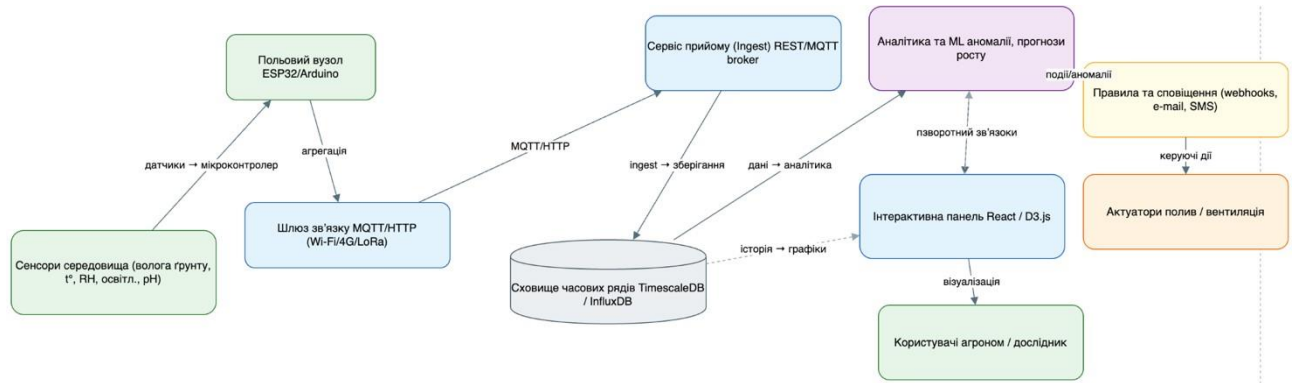 Польовий вузол
ESP32/Arduino
Сервіс прийому (Ingest) REST/MQTT
broker
Аналітика та ML аномалії, прогнози
росту
події/аномалії
Правила та сповіщення (webhooks,
e-mail, SMS)
датчики → мікроконтролер
агрегація
MQTT/HTTP
ingest → зберігання
дані → аналітика
пзворотний зв'язоки
керуючі дії
Шлюз зв'язку MQTT/HTTP
(Wi-Fi/4G/LoRa)
Інтерактивна панель React / D3.js
Актуатори полив / вентиляція
Сенсори середовища (волога ґрунту,
t°, RH, освітл., pH)
Сховище часових рядів TimescaleDB
/ InfluxDB
історія → графіки
візуалізація
Користувачі агроном / дослідник